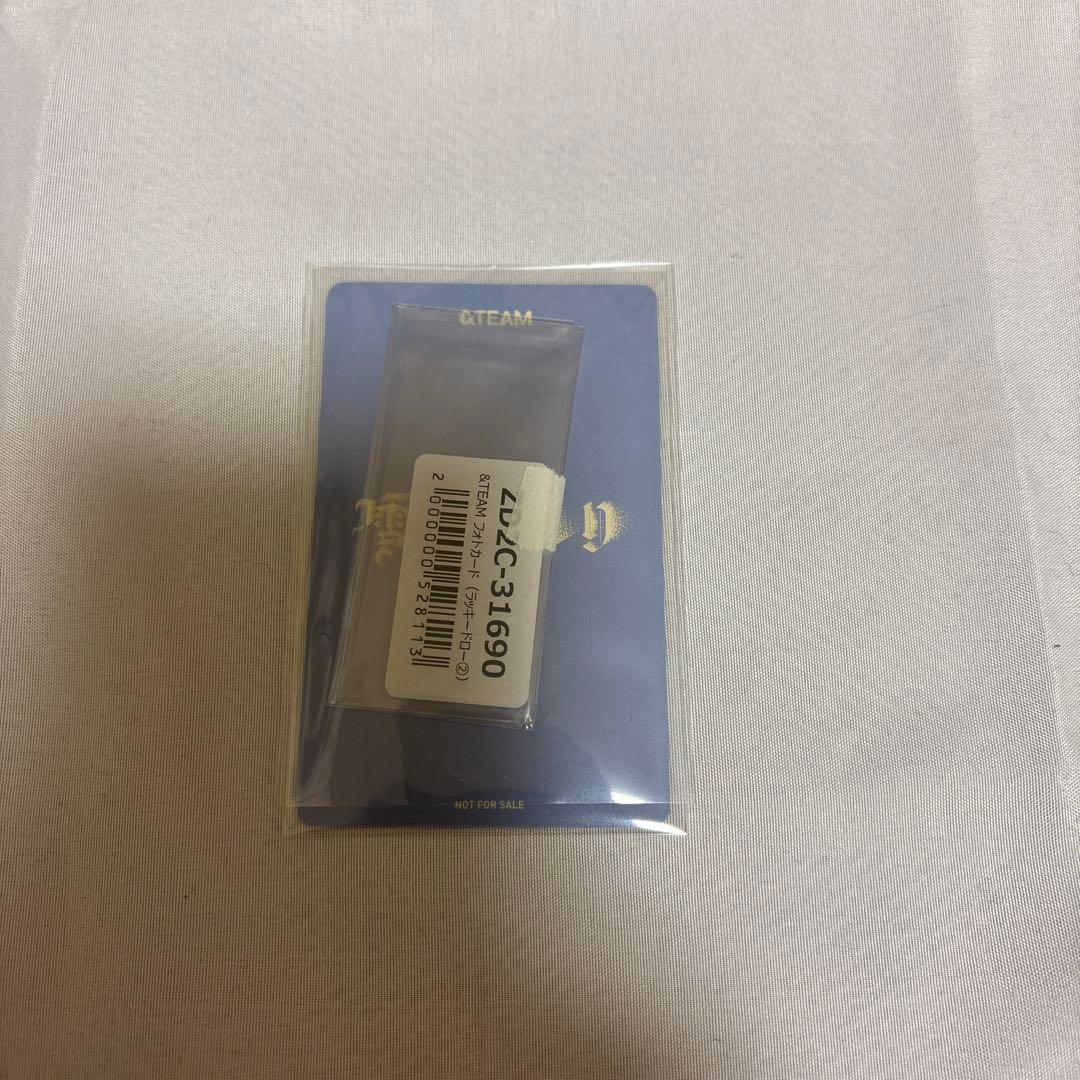 &TEAM
ZD2C-31690
&TEAM フォトカード (ラッキードロー②)
2 000000 528113
NOT FOR SALE